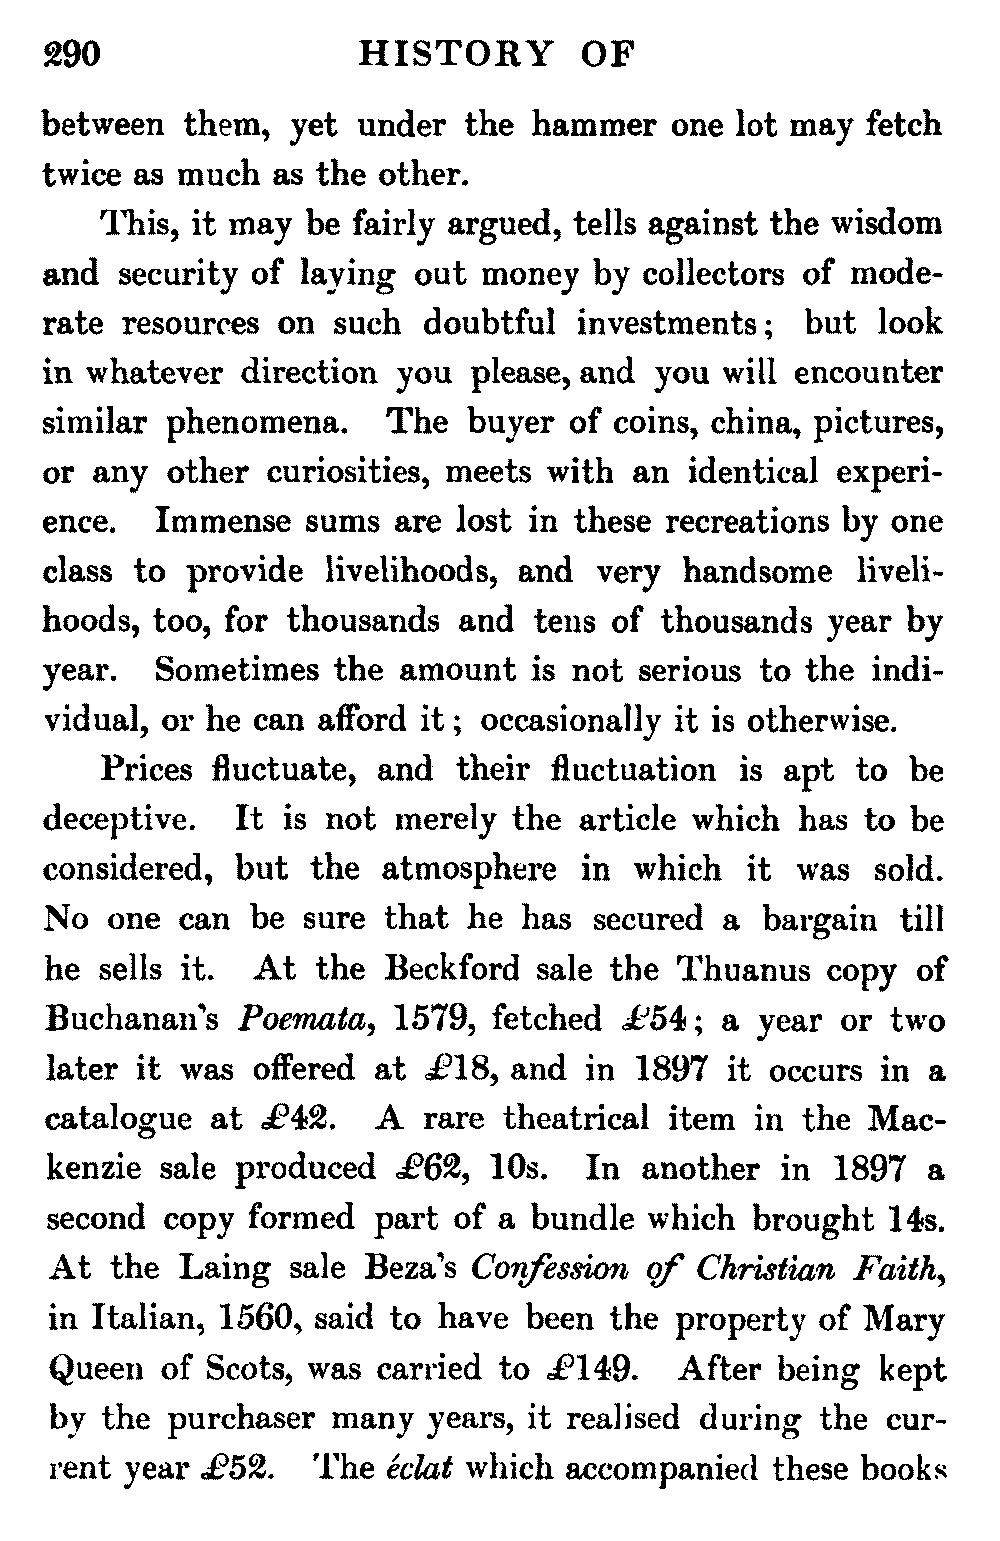 290 HISTORY OF
between them, yet under the hammer one lot may fetch
twice as much as the other.
This, it may be fairly argued, tells against the wisdom
and security of laying out money by collectors of mode-
rate resources on such doubtful investments; but look
in whatever direction you please, and you will encounter
similar phenomena. The buyer of coins, china, pictures,
or any other curiosities, meets with an identical experi-
ence. Immense sums are lost in these recreations by one
class to provide livelihoods, and very handsome liveli-
hoods, too, for thousands and tens of thousands year by
year. Sometimes the amount is not serious to the indi-
vidual, or he can afford it; occasionally it is otherwise.
Prices fluctuate, and their fluctuation is apt to be
deceptive. It is not merely the article which has to be
considered, but the atmosphere in which it was sold.
No one can be sure that he has secured a bargain till
he sells it. At the Beckford sale the Thuanus copy of
Buchanan's Poemata, 1579, fetched £54; a year or two
later it was offered at £18, and in 1897 it occurs in a
catalogue at £42. A rare theatrical item in the Mac-
kenzie sale produced £62, 10s. In another in 1897 a
second copy formed part of a bundle which brought 14s.
At the Laing sale Beza's Confession of Christian Faith,
in Italian, 1560, said to have been the property of Mary
Queen of Scots, was carried to £149. After being kept
by the purchaser many years, it realised during the cur-
rent year £52. The éclat which accompanied these books